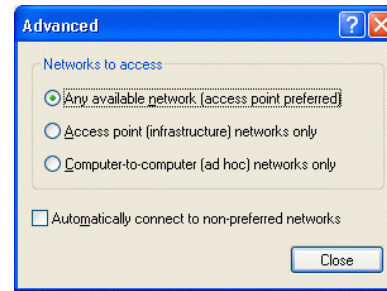 Advanced
Networks to access
Any available network (access point preferred)
Access point (infrastructure) networks only
Computer-to-computer (ad hoc) networks only
Automatically connect to non-preferred networks
Close